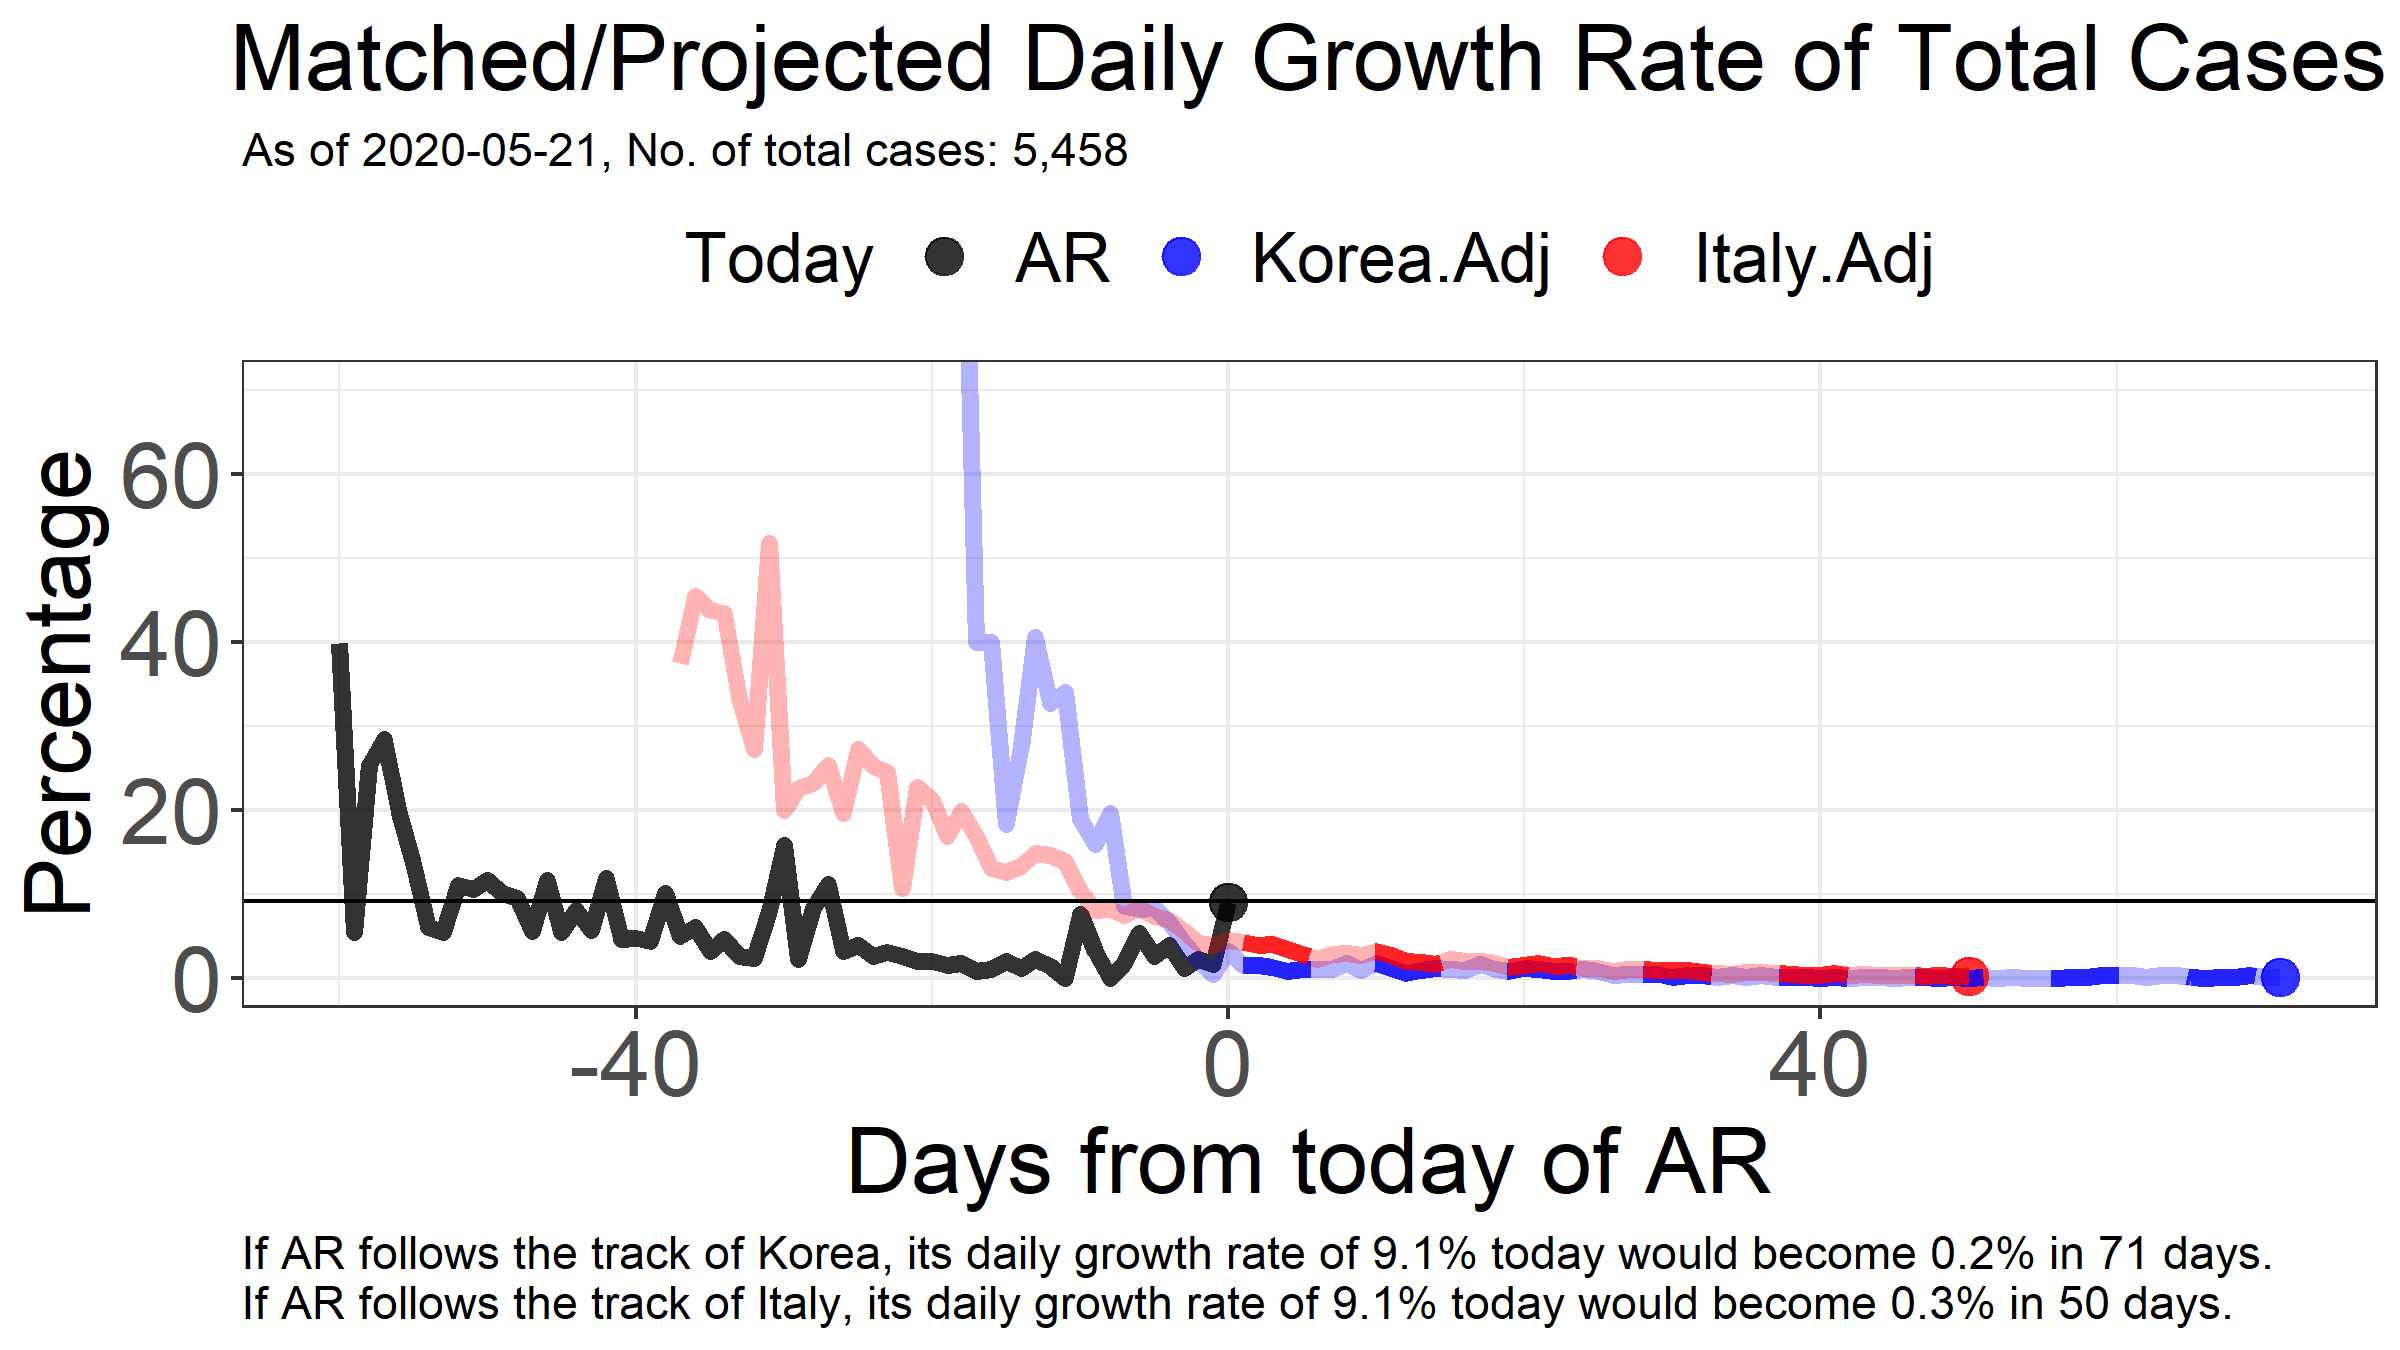 Matched/Projected Daily Growth Rate of Total Cases
As of 2020-05-21, No. of total cases: 5,458
Today AR Korea.Adj Italy.Adj
Percentage
60
40
20
0
-40 0 40
Days from today of AR
If AR follows the track of Korea, its daily growth rate of 9.1% today would become 0.2% in 71 days.
If AR follows the track of Italy, its daily growth rate of 9.1% today would become 0.3% in 50 days.